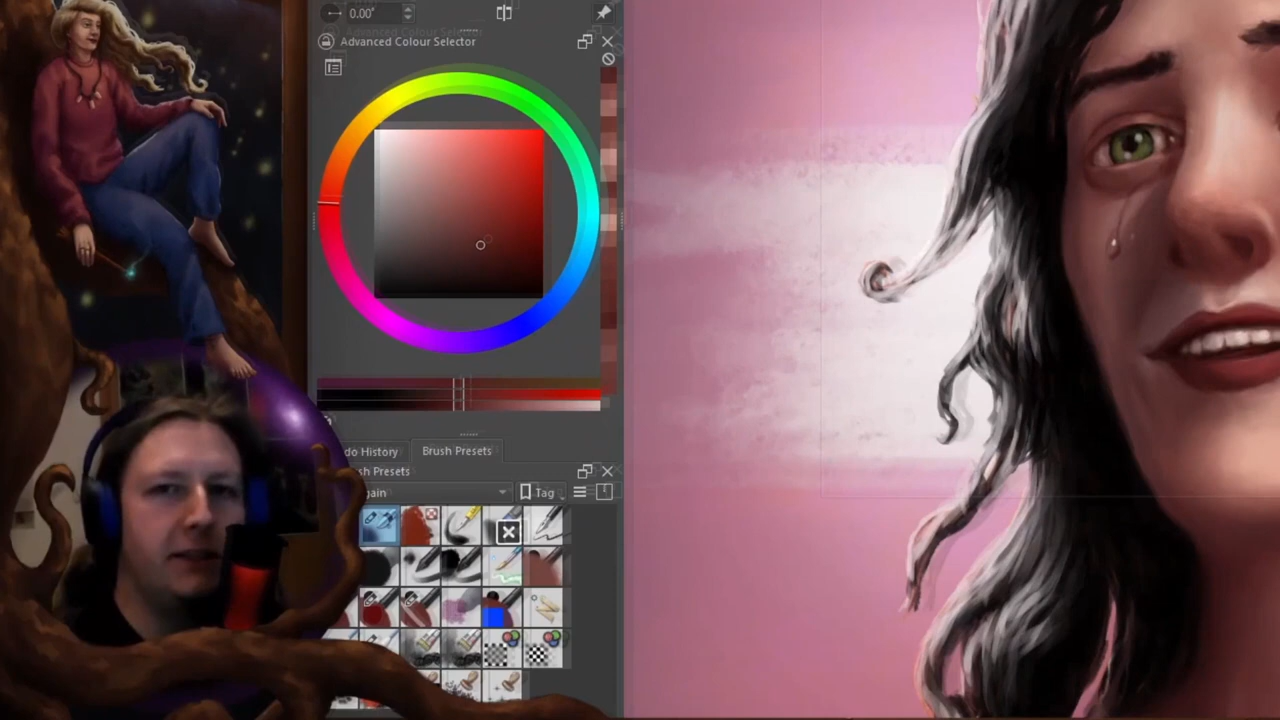 0.00°
Advanced Colour Selector
do History
Brush Presets
sh Presets
gain
Tag